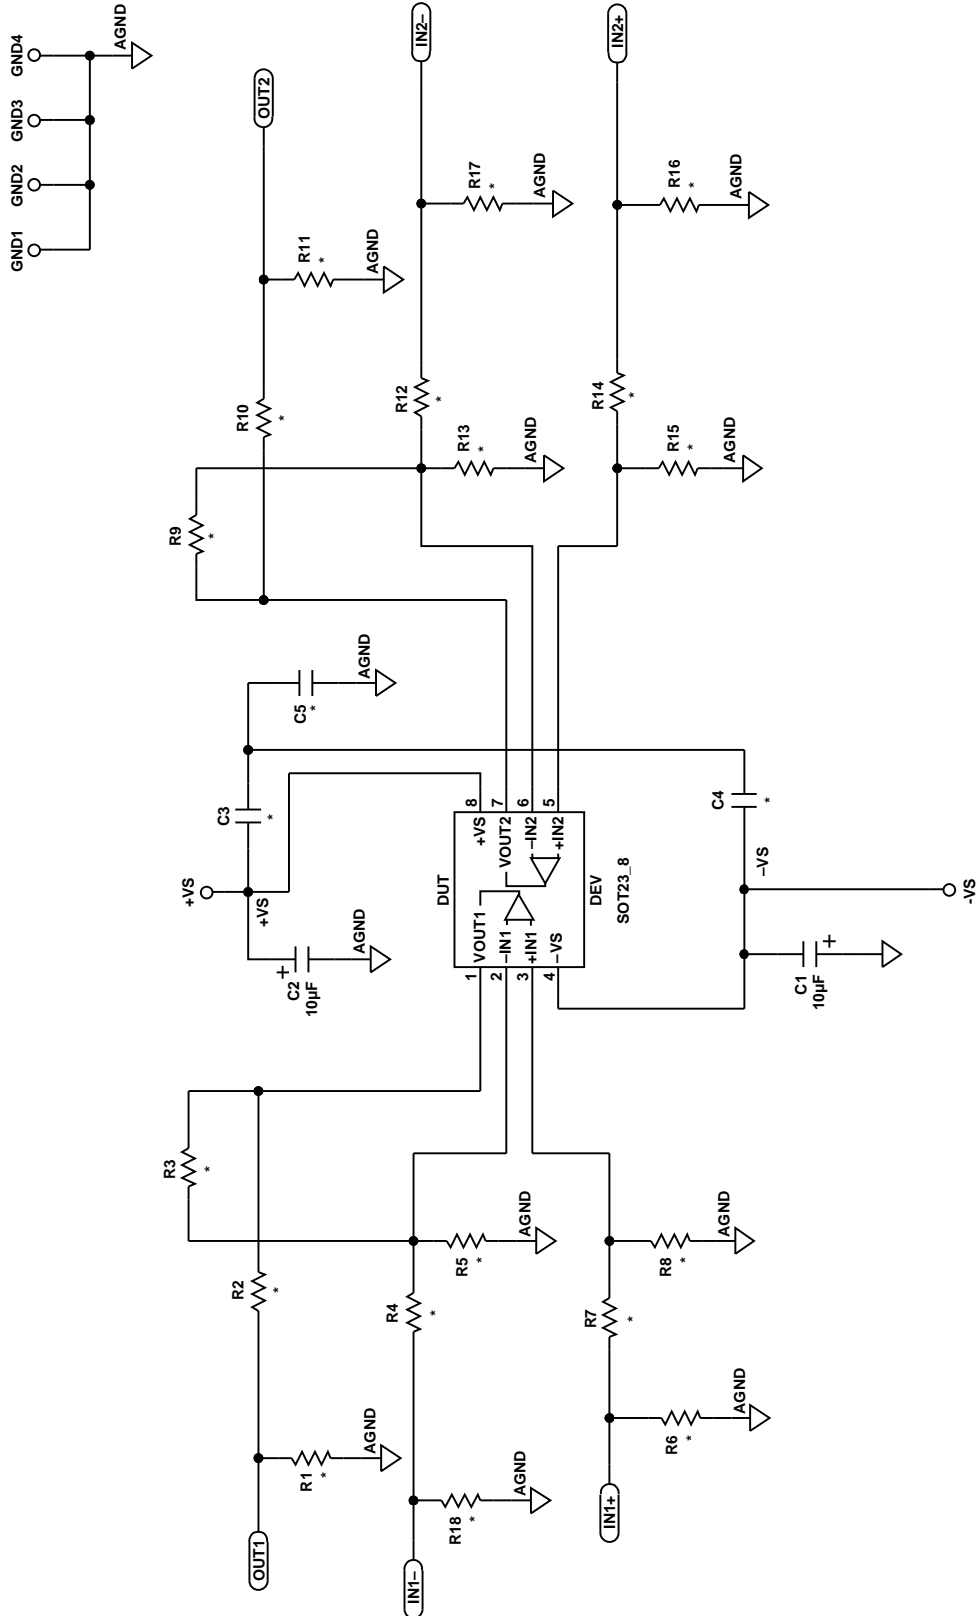 GND1
GND2
GND3
GND4
AGND
OUT2
IN2–
IN2+
R11
*
AGND
R17
*
AGND
R16
*
AGND
R10
*
R12
*
R14
*
R13
*
AGND
R15
*
AGND
R9
*
C5
*
AGND
C3
*
C4
*
+VS
+VS
–VS
-VS
C2
10µF
+
AGND
C1
10µF
+
DUT
8
7
6
5
+VS
VOUT2
–IN2
+IN2
VOUT1
–IN1
+IN1
–VS
1
2
3
4
DEV
SOT23_8
R3
*
R2
*
R5
*
AGND
R8
*
AGND
R4
*
R7
*
R1
*
AGND
R18
*
AGND
R6
*
AGND
OUT1
IN1–
IN1+